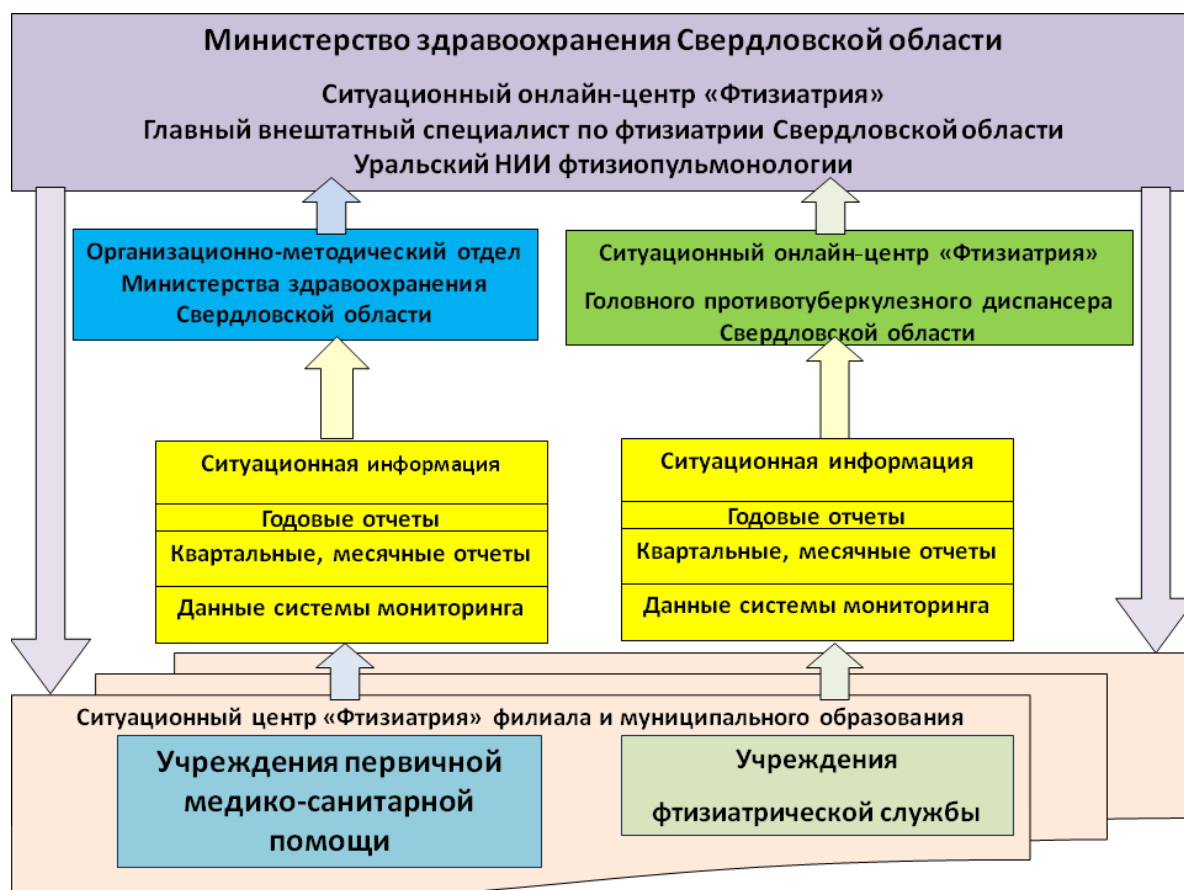 Министерство здравоохранения Свердловской области
Ситуационный онлайн-центр «Фтизиатрия»
Главный внештатный специалист по фтизиатрии Свердловской области
Уральский НИИ фтизиопульмонологии
Организационно-методический отдел
Министерства здравоохранения
Свердловской области
Ситуационный онлайн-центр «Фтизиатрия»
Головного противотуберкулезного диспансера
Свердловской области
Ситуационная информация
Годовые отчеты
Квартальные, месячные отчеты
Данные системы мониторинга
Ситуационная информация
Годовые отчеты
Квартальные, месячные отчеты
Данные системы мониторинга
Ситуационный центр «Фтизиатрия» филиала и муниципального образования
Учреждения первичной
медико-санитарной
помощи
Учреждения
фтизиатрической службы